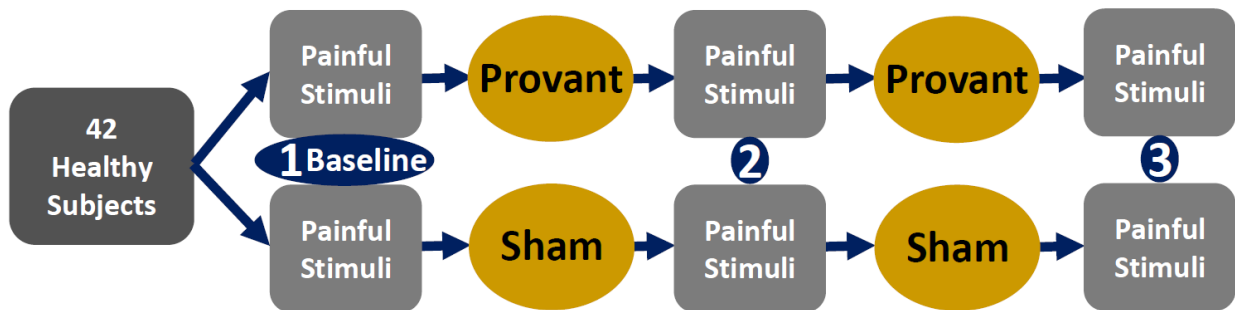 Painful
Stimuli
Provant
Painful
Stimuli
Provant
Painful
Stimuli
42
Healthy
Subjects
1 Baseline
2
3
Painful
Stimuli
Sham
Painful
Stimuli
Sham
Painful
Stimuli